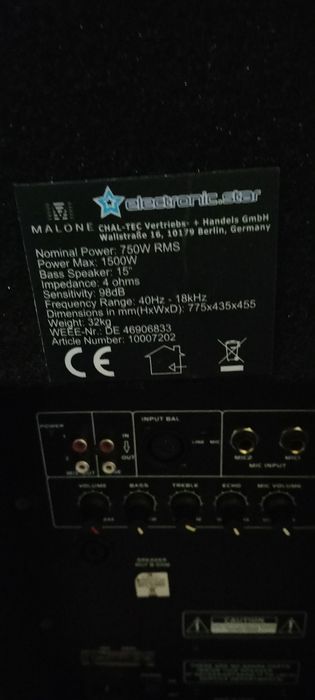 electronic.star
MALONE
CHAL-TEC Vertriebs- + Handels GmbH
Wallstraße 16, 10179 Berlin, Germany
Nominal Power: 750W RMS
Power Max: 1500W
Bass Speaker: 15"
Impedance: 4 ohms
Sensitivity: 98dB
Frequency Range: 40Hz - 18kHz
Dimensions in mm(HxWxD): 775x435x455
Weight: 32kg
WEEE-Nr.: DE 46906833
Article Number: 10007202
CE
POWER
INPUT BAL
IN
OUT
LINE MIC
MIC2 MIC1
MIC INPUT
VOLUME BASS TREBLE ECHO MIC VOLUME
SPEAKER
CAUTION